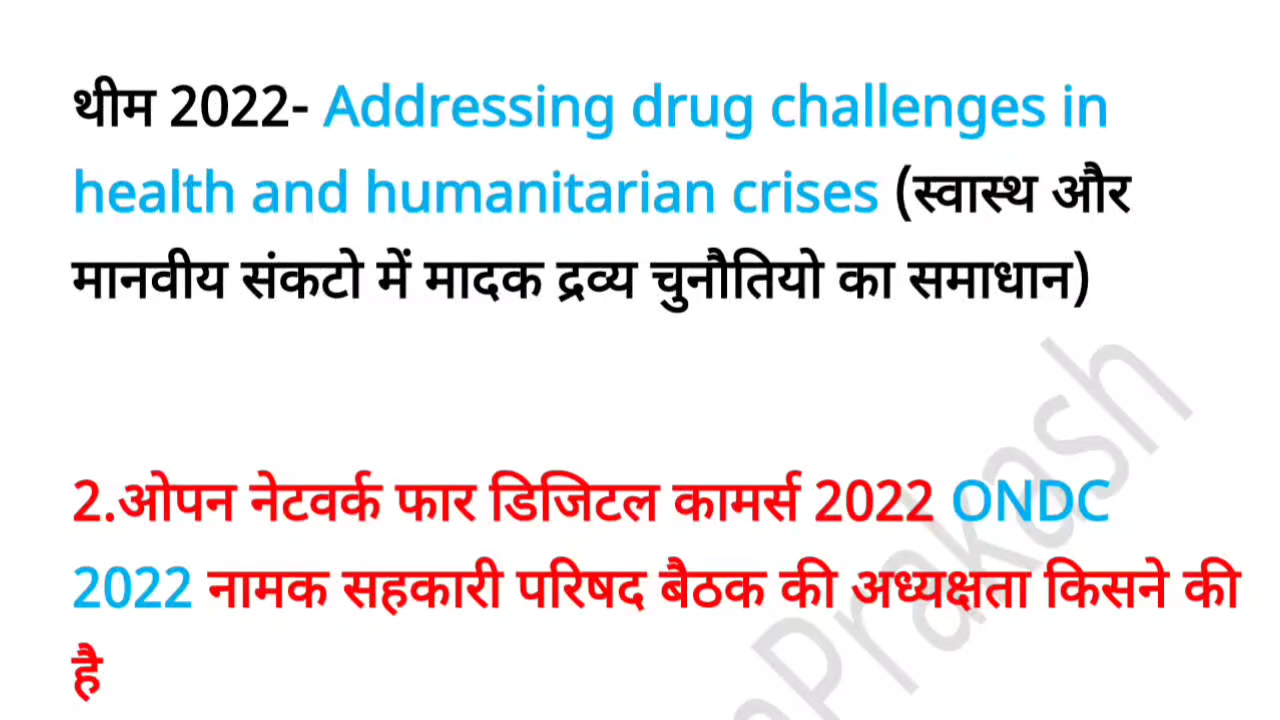 थीम 2022- Addressing drug challenges in
health and humanitarian crises (स्वास्थ और
मानवीय संकटो में मादक द्रव्य चुनौतियो का समाधान)
2.ओपन नेटवर्क फार डिजिटल कामर्स 2022 ONDC
2022 नामक सहकारी परिषद बैठक की अध्यक्षता किसने की
है
Prakash